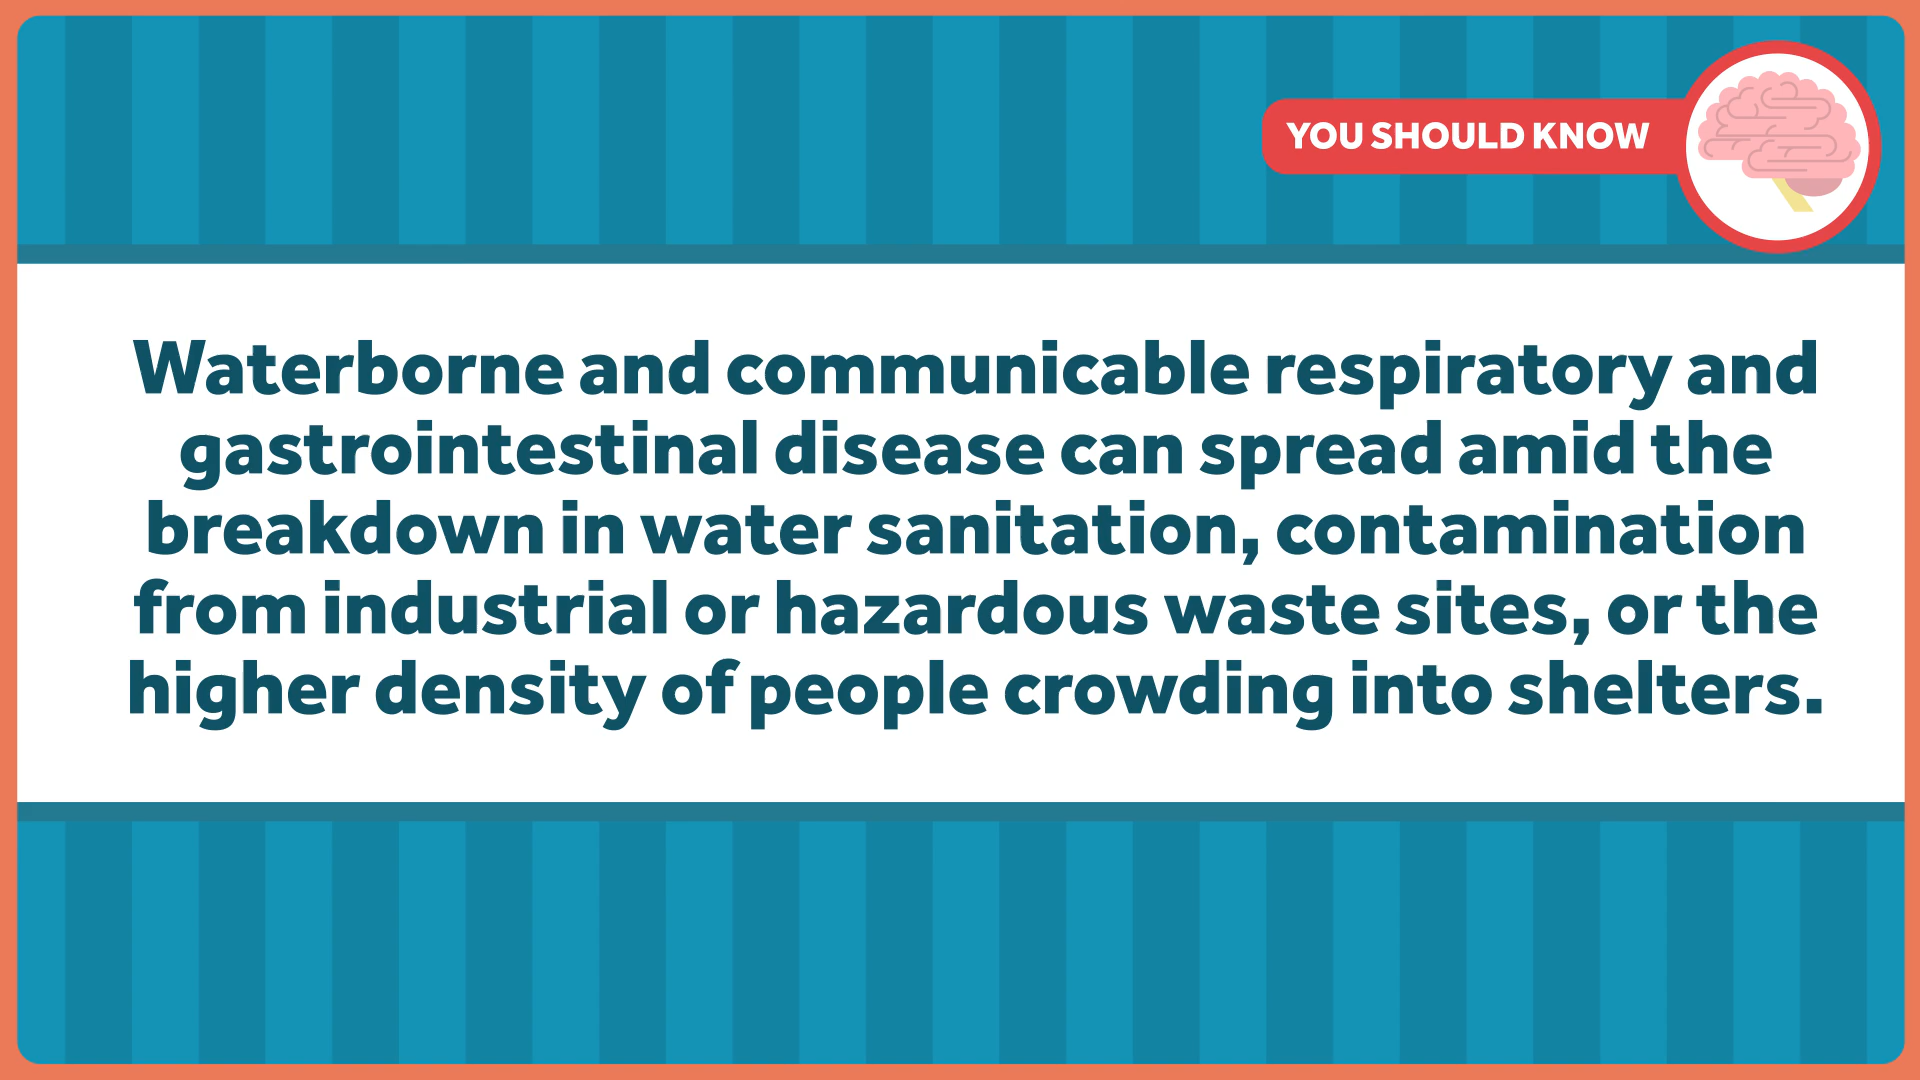 YOU SHOULD KNOW
Waterborne and communicable respiratory and
gastrointestinal disease can spread amid the
breakdown in water sanitation, contamination
from industrial or hazardous waste sites, or the
higher density of people crowding into shelters.